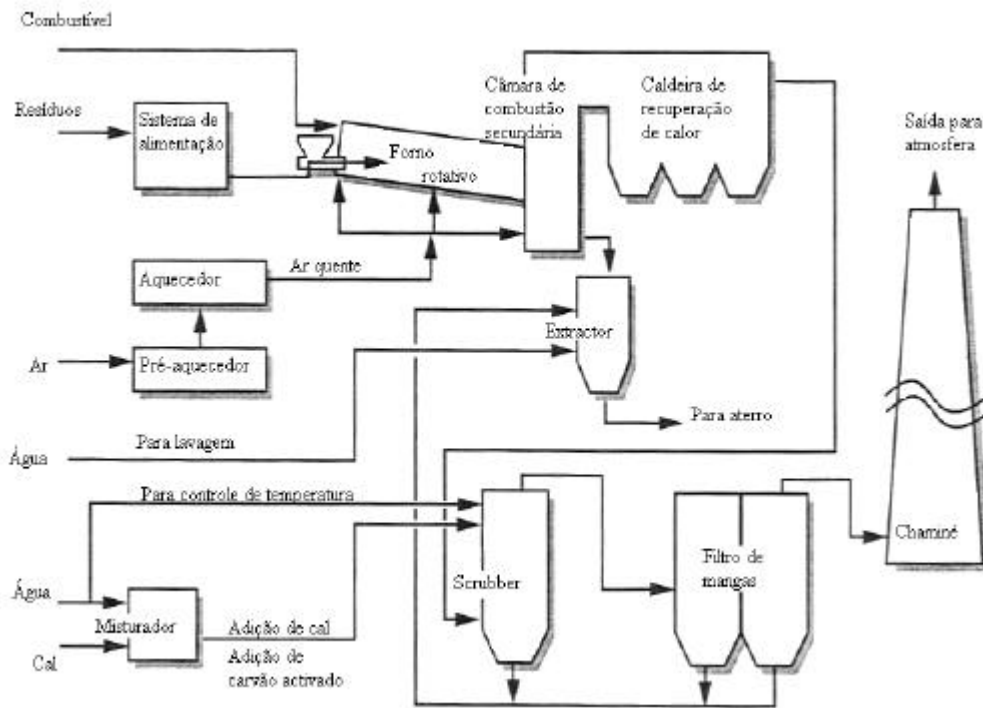 Combustível
Resíduos
Sistema de
alimentação
Forno
rotativo
Câmara de
combustão
secundária
Caldeira de
recuperação
de calor
Saída para
atmosfera
Ar quente
Aquecedor
Ar
Pré-aquecedor
Extractor
Para aterro
Água
Para lavagem
Para controle de temperatura
Água
Misturador
Cal
Adição de cal
Adição de
carvão activado
Scrubber
Filtro de
mangas
Chaminé